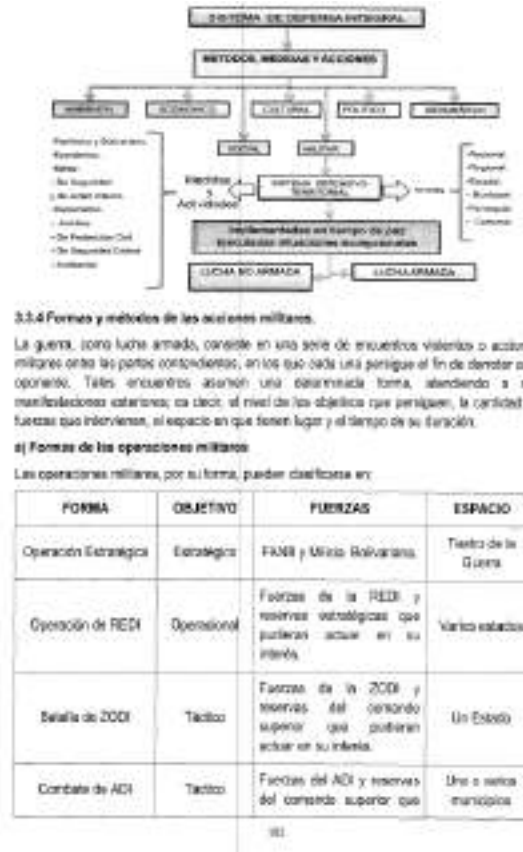 SISTEMA DE DEFENSA INTEGRAL
METODOS, MEDIDAS Y ACCIONES
AMBIENTAL ECONOMICO CULTURAL POLITICO GEOGRAFICO
SOCIAL MILITAR
SISTEMA DEFENSIVO TERRITORIAL
Actividades
Implementadas en tiempo de paz
LUCHA NO ARMADA LUCHA ARMADA
- De Seguridad
- De Protección Civil
- Regional
- Municipal
3.3.4 Formas y métodos de las acciones militares.
La guerra, como lucha armada, consiste en una serie de encuentros violentos o accion
militares entre las partes contendientes, en los que cada una persigue el fin de derrotar a
oponente. Tales encuentros asumen una determinada forma, atendiendo a s
manifestaciones exteriores; es decir, el nivel de los objetivos que persiguen, la cantidad
fuerzas que intervienen, el espacio en que tienen lugar y el tiempo de su duración.
a) Formas de las operaciones militares
Las operaciones militares, por su forma, pueden clasificarse en:
FORMA OBJETIVO FUERZAS ESPACIO
Operación Estratégica Estratégico FANB y Milicia Bolivariana. Teatro de la
Guerra
Operación de REDI Operacional Fuerzas de la REDI y
reservas estratégicas que
pudieran actuar en su
interés. Varios estados
Batalla de ZODI Táctico Fuerzas de la ZODI y
reservas del comando
superior que pudieran
actuar en su interés. Un Estado
Combate de ADI Táctico Fuerzas del ADI y reservas
del comando superior que Uno o varios
municipios